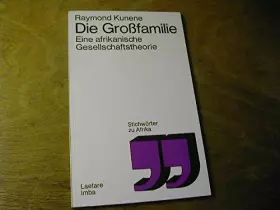 Raymond Kunene
Die Großfamilie
Eine afrikanische
Gesellschaftstheorie
Stichwörter
zu Afrika
Laetare
imba